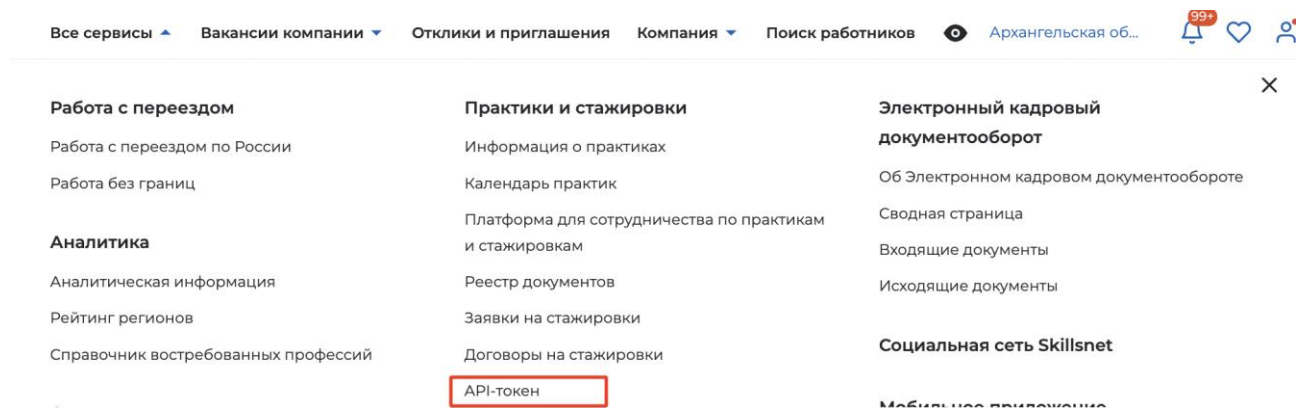 Все сервисы Вакансии компании Отклики и приглашения Компания Поиск работников Архангельская об... 99+
Работа с переездом
Работа с переездом по России
Работа без границ
Аналитика
Аналитическая информация
Рейтинг регионов
Справочник востребованных профессий
Практики и стажировки
Информация о практиках
Календарь практик
Платформа для сотрудничества по практикам
и стажировкам
Реестр документов
Заявки на стажировки
Договоры на стажировки
API-токен
Электронный кадровый
документооборот
Об Электронном кадровом документообороте
Сводная страница
Входящие документы
Исходящие документы
Социальная сеть Skillsnet
Мобильное приложение